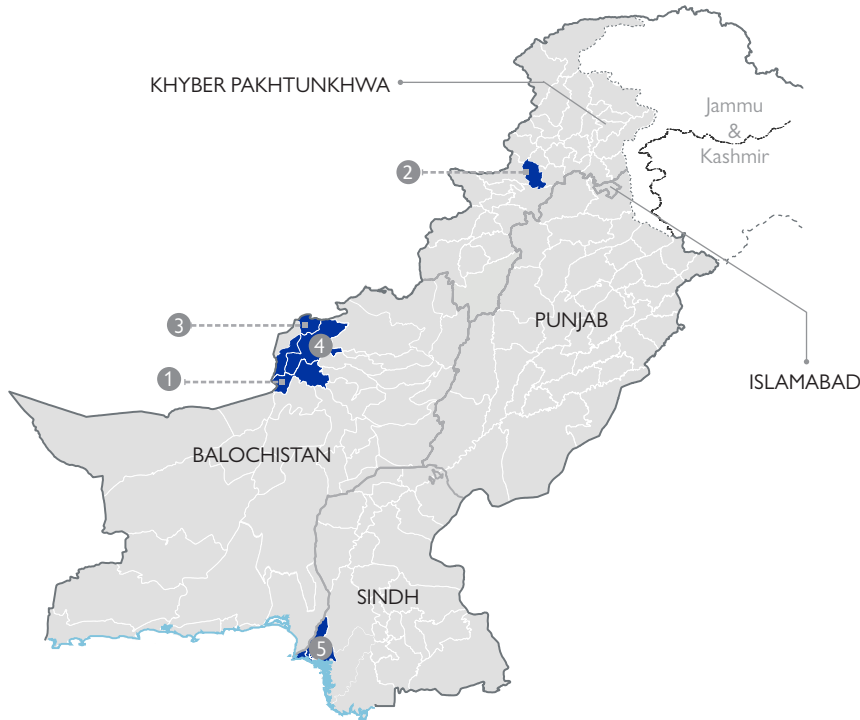 KHYBER PAKHTUNKHWA
Jammu
&
Kashmir
2
3
PUNJAB
4
1
ISLAMABAD
BALOCHISTAN
SINDH
5